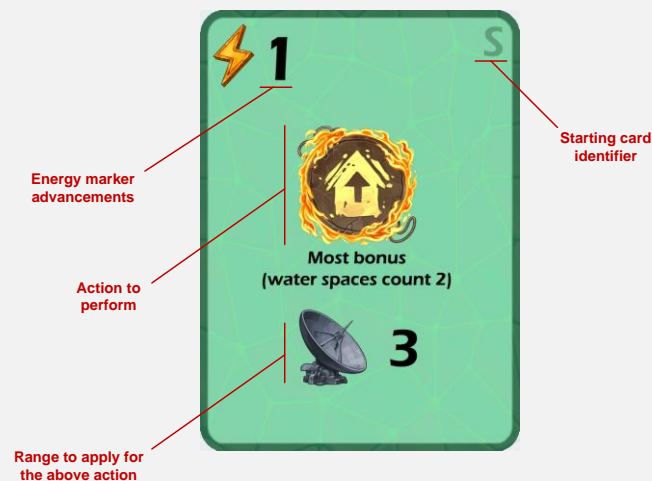 1
S
Starting card
identifier
Energy marker
advancements
Most bonus
(water spaces count 2)
Action to
perform
3
Range to apply for
the above action